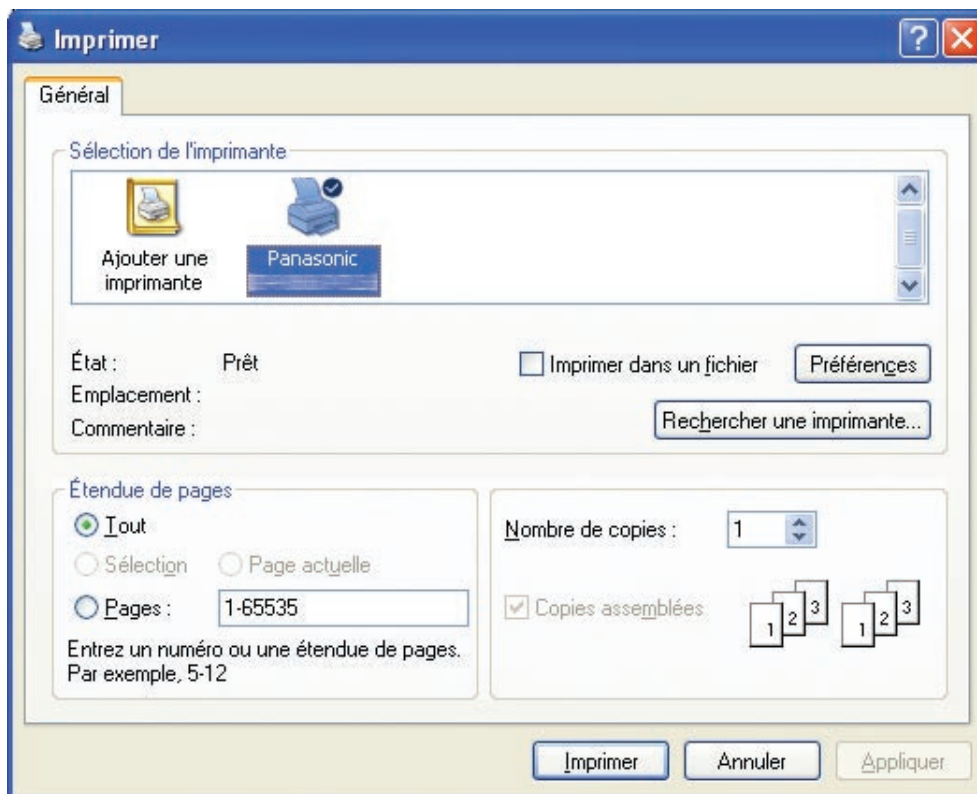 Imprimer
Général
Sélection de l'imprimante
Ajouter une
imprimante
Panasonic
État : Prêt
Emplacement :
Commentaire :
Imprimer dans un fichier
Préférences
Rechercher une imprimante...
Étendue de pages
Tout
Sélection Page actuelle
Pages : 1-65535
Entrez un numéro ou une étendue de pages.
Par exemple, 5-12
Nombre de copies : 1
Copies assemblées
1 2 3 1 2 3
Imprimer Annuler Appliquer